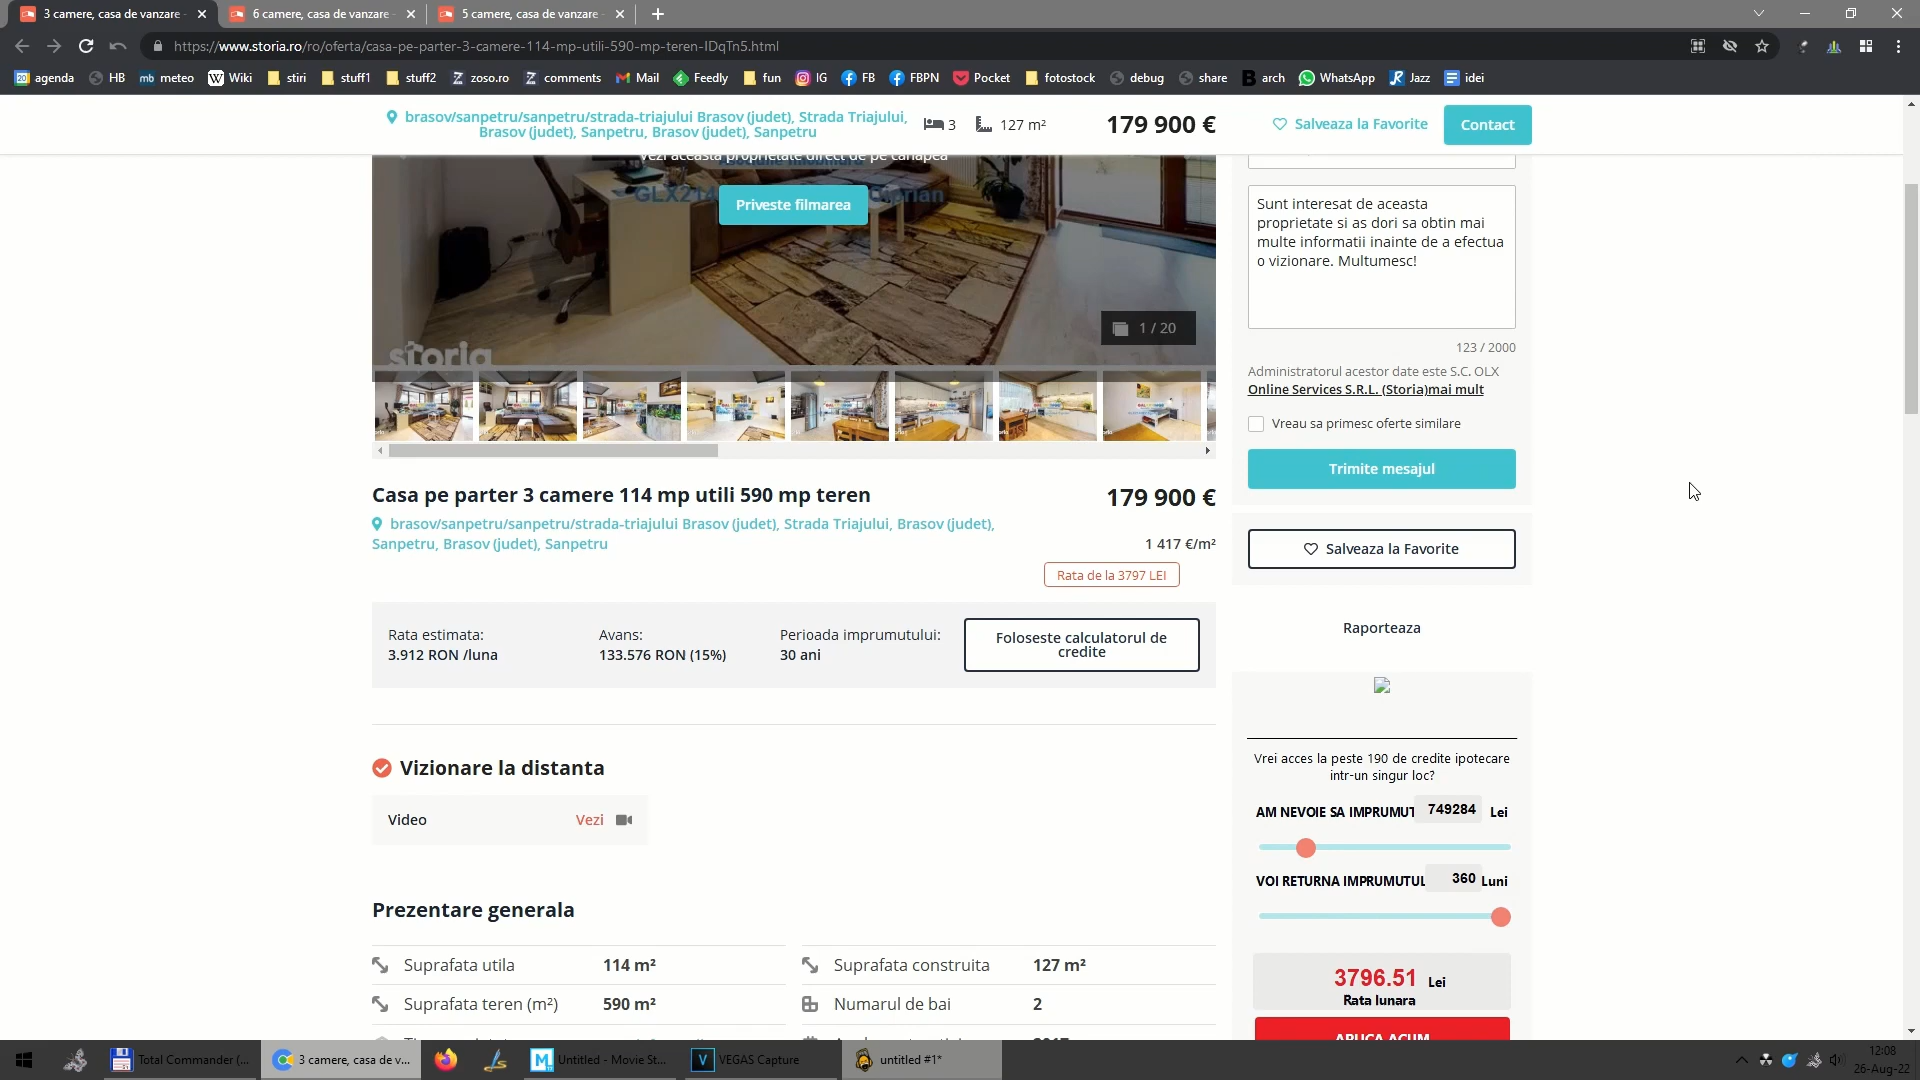 3 camere, casa de vanzare -
6 camere, casa de vanzare -
5 camere, casa de vanzare -
https://www.storia.ro/ro/oferta/casa-pe-parter-3-camere-114-mp-utili-590-mp-teren-IDqTn5.html
agenda
HB
mb meteo
Wiki
stiri
stuff1
stuff2
zoso.ro
comments
Mail
Feedly
fun
IG
FB
FBPN
Pocket
fotostock
debug
share
arch
WhatsApp
Jazz
idei
brasov/sanpetru/sanpetru/strada-triajului Brasov (judet), Strada Triajului,
Brasov (judet), Sanpetru, Brasov (judet), Sanpetru
3
127 m²
179 900 €
Salveaza la Favorite
Contact
Vezi aceasta proprietate direct de pe canapea
Priveste filmarea
storia
1 / 20
Sunt interesat de aceasta
proprietate si as dori sa obtin mai
multe informatii inainte de a efectua
o vizionare. Multumesc!
123 / 2000
Administratorul acestor date este S.C. OLX
Online Services S.R.L. (Storia)mai mult
Vreau sa primesc oferte similare
Trimite mesajul
Salveaza la Favorite
Raporteaza
Casa pe parter 3 camere 114 mp utili 590 mp teren
179 900 €
brasov/sanpetru/sanpetru/strada-triajului Brasov (judet), Strada Triajului, Brasov (judet),
Sanpetru, Brasov (judet), Sanpetru
1 417 €/m²
Rata de la 3797 LEI
Rata estimata:
3.912 RON /luna
Avans:
133.576 RON (15%)
Perioada imprumutului:
30 ani
Foloseste calculatorul de
credite
Vizionare la distanta
Video
Vezi
Prezentare generala
Suprafata utila
114 m²
Suprafata construita
127 m²
Suprafata teren (m²)
590 m²
Numarul de bai
2
Vrei acces la peste 190 de credite ipotecare
intr-un singur loc?
AM NEVOIE SA IMPRUMUT
749284
Lei
VOI RETURNA IMPRUMUTUL
360
Luni
3796.51 Lei
Rata lunara
APLICA ACUM
Total Commander (...
3 camere, casa de v...
Untitled - Movie St...
VEGAS Capture
untitled #1*
12:08
26-Aug-22